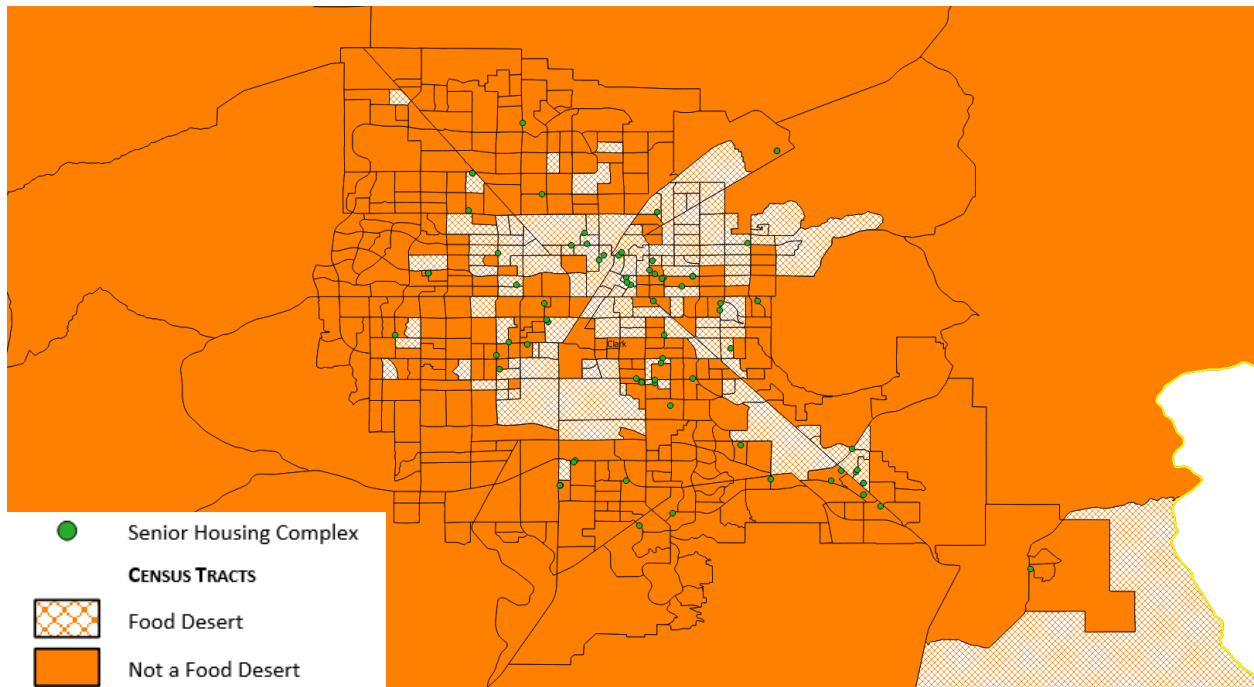 Clark
Senior Housing Complex
CENSUS TRACTS
Food Desert
Not a Food Desert